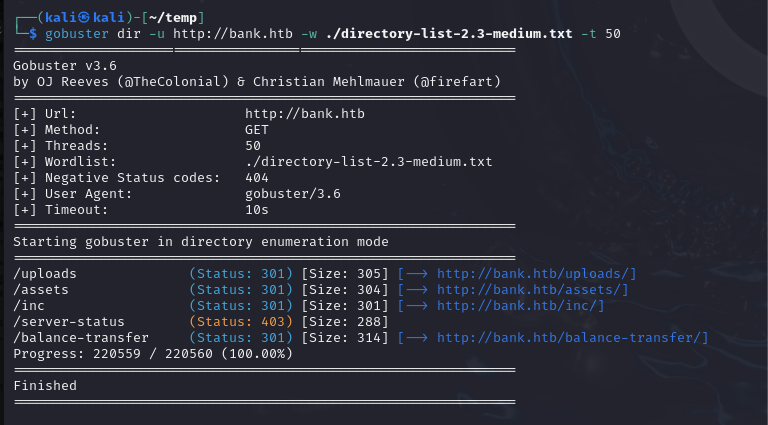 ┌──(kali㉿kali)-[~/temp]
└─$ gobuster dir -u http://bank.htb -w ./directory-list-2.3-medium.txt -t 50
===============================================================
Gobuster v3.6
by OJ Reeves (@TheColonial) & Christian Mehlmauer (@firefart)
===============================================================
[+] Url:                     http://bank.htb
[+] Method:                  GET
[+] Threads:                 50
[+] Wordlist:                ./directory-list-2.3-medium.txt
[+] Negative Status codes:   404
[+] User Agent:              gobuster/3.6
[+] Timeout:                 10s
===============================================================
Starting gobuster in directory enumeration mode
===============================================================
/uploads              (Status: 301) [Size: 305] [--> http://bank.htb/uploads/]
/assets               (Status: 301) [Size: 304] [--> http://bank.htb/assets/]
/inc                  (Status: 301) [Size: 301] [--> http://bank.htb/inc/]
/server-status        (Status: 403) [Size: 288]
/balance-transfer     (Status: 301) [Size: 314] [--> http://bank.htb/balance-transfer/]
Progress: 220559 / 220560 (100.00%)
===============================================================
Finished
===============================================================